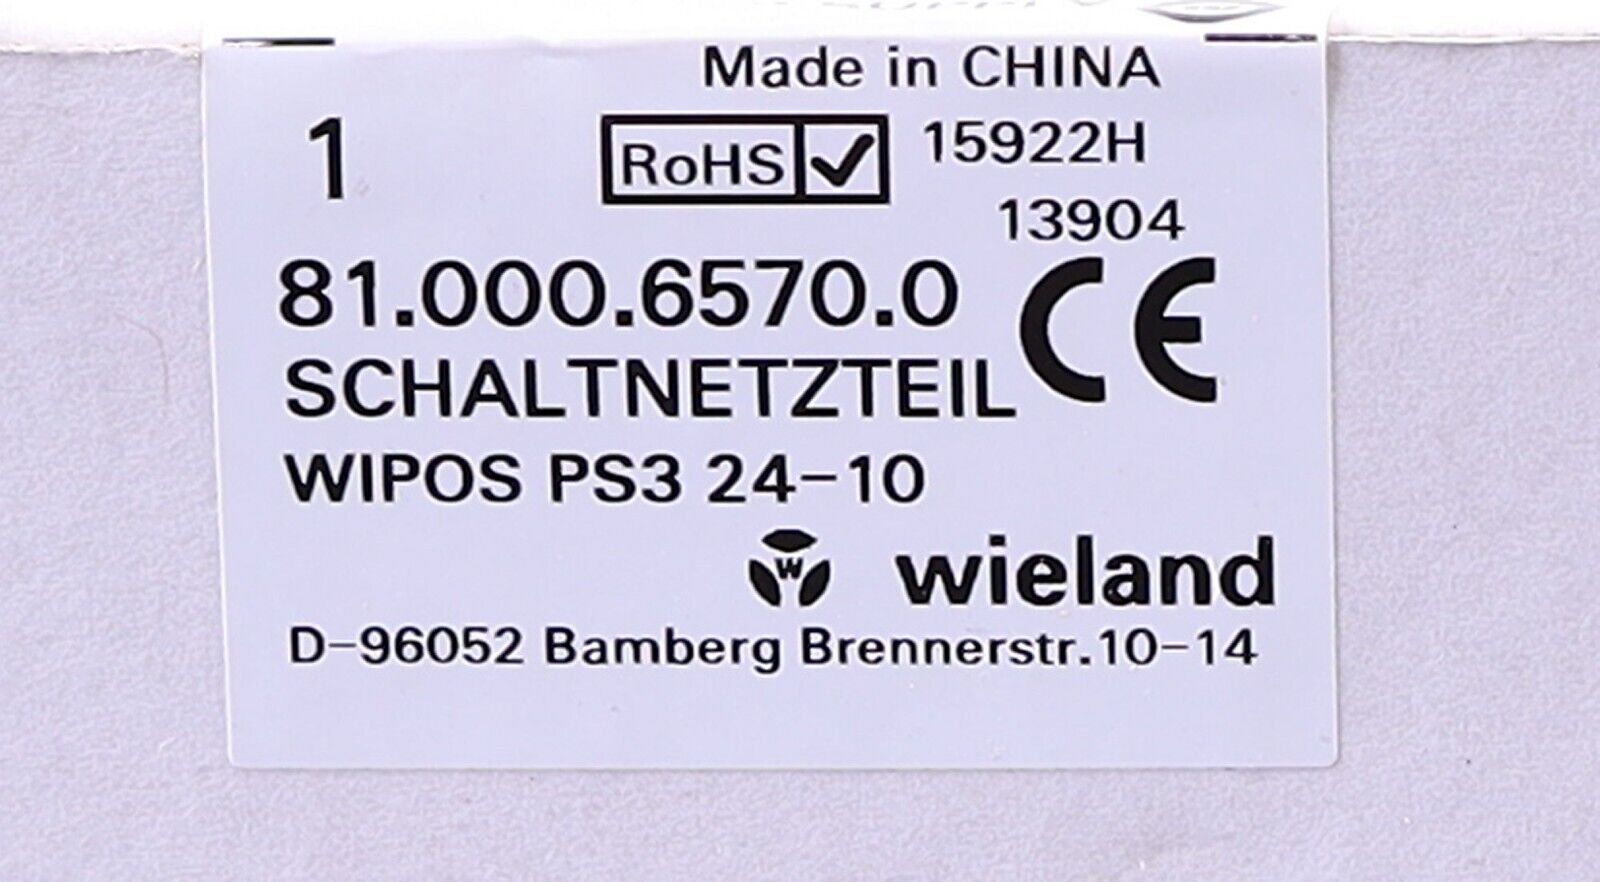 Made in CHINA
1
RoHS
15922H
13904
81.000.6570.0
CE
SCHALTNETZTEIL
WIPOS PS3 24-10
W
wieland
D-96052 Bamberg Brennerstr.10-14